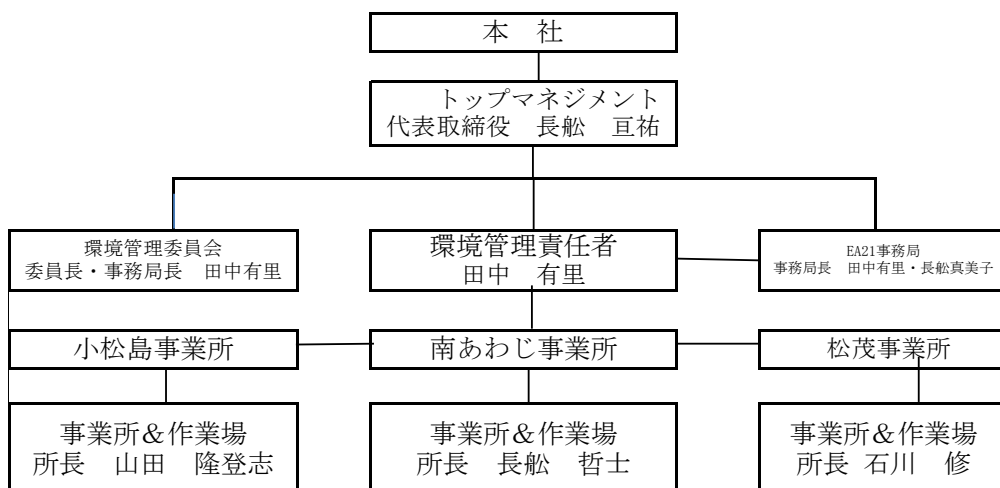 本　社
トップマネジメント
代表取締役　長舩　亘祐
環境管理委員会
委員長・事務局長　田中有里
環境管理責任者
田中　有里
EA21事務局
事務局長　田中有里・長舩真美子
小松島事業所
南あわじ事業所
松茂事業所
事業所＆作業場
所長　山田　隆登志
事業所＆作業場
所長　長舩　哲士
事業所＆作業場
所長 石川　修